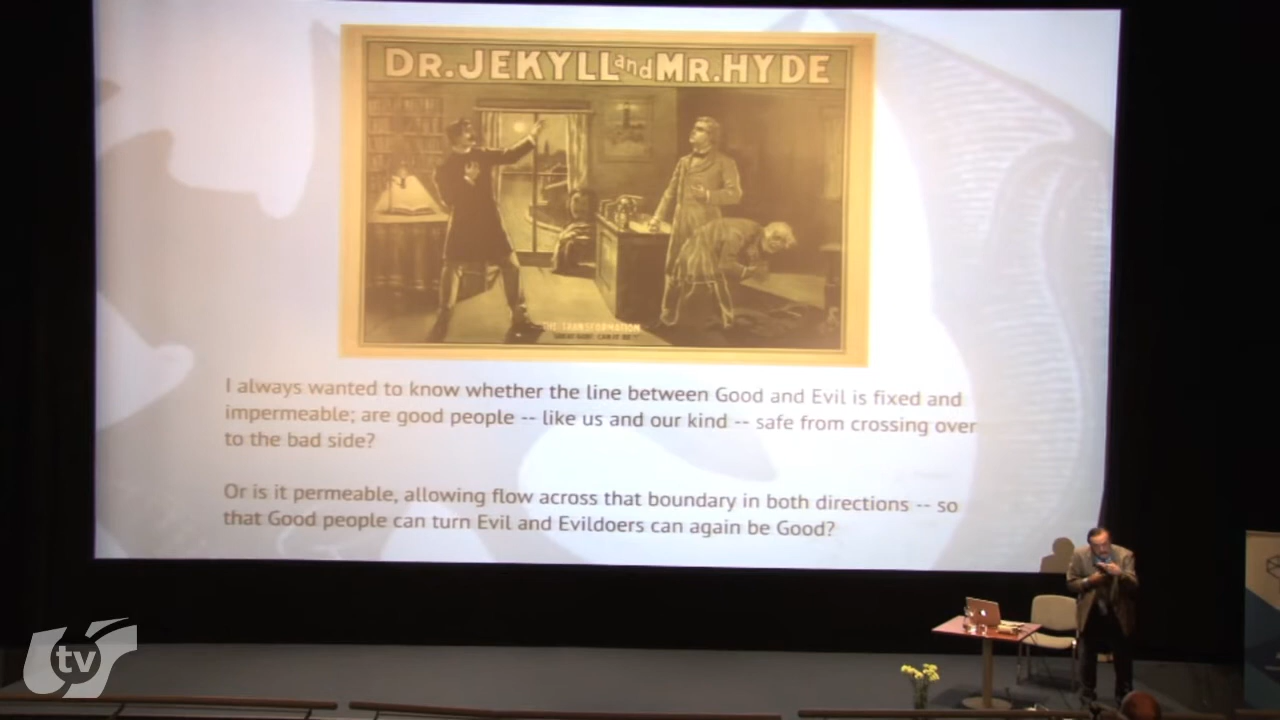 DR. JEKYLL and MR. HYDE
THE TRANSFORMATION
I always wanted to know whether the line between Good and Evil is fixed and
impermeable; are good people -- like us and our kind -- safe from crossing over
to the bad side?
Or is it permeable, allowing flow across that boundary in both directions -- so
that Good people can turn Evil and Evildoers can again be Good?
tv